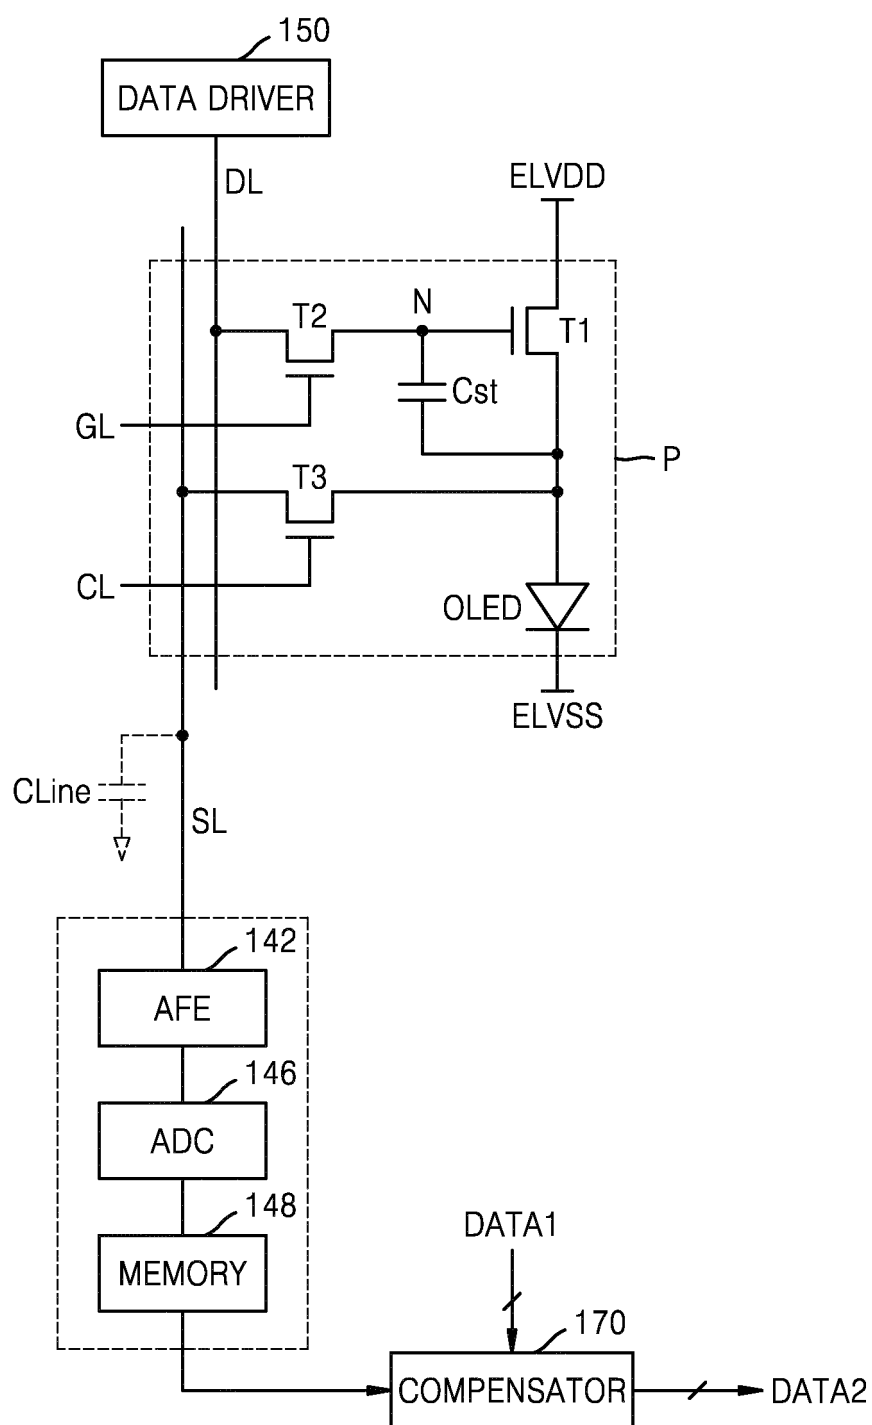 150
DATA DRIVER
DL
ELVDD
T2
N
T1
Cst
GL
P
T3
CL
OLED
ELVSS
CLine
SL
142
AFE
146
ADC
148
MEMORY
DATA1
170
COMPENSATOR
DATA2